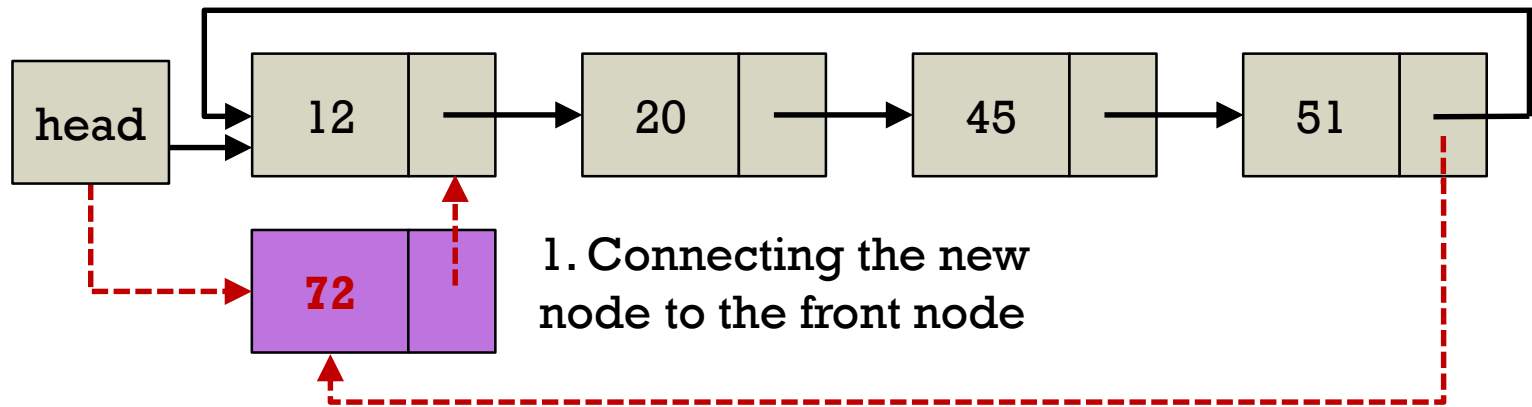 head
12
20
45
51
72
1. Connecting the new
node to the front node